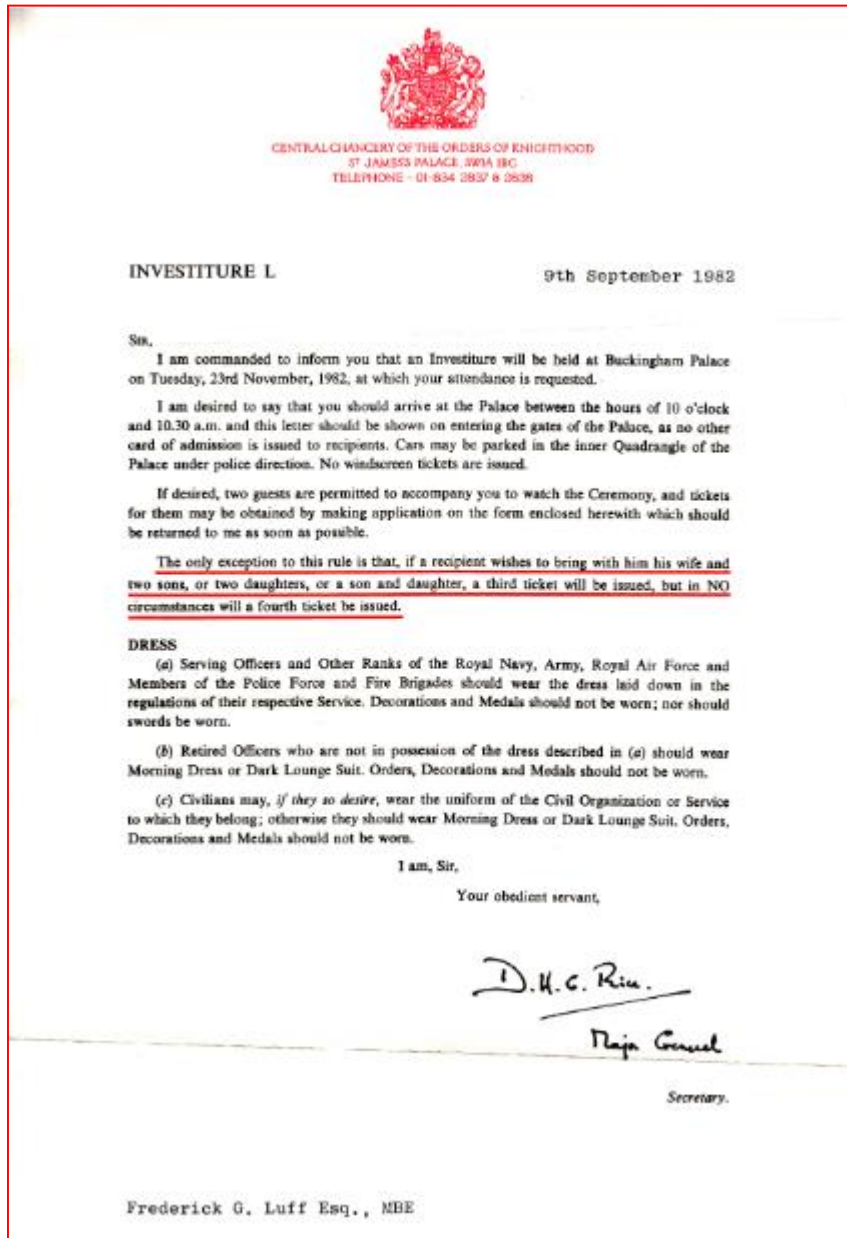 CENTRAL CHANCERY OF THE ORDERS OF KNIGHTHOOD
ST JAMES'S PALACE, SW1A 1BG
TELEPHONE - 01-834 2837 & 2838
INVESTITURE L
9th September 1982
SIR,
I am commanded to inform you that an Investiture will be held at Buckingham Palace
on Tuesday, 23rd November, 1982, at which your attendance is requested.
I am desired to say that you should arrive at the Palace between the hours of 10 o'clock
and 10.30 a.m. and this letter should be shown on entering the gates of the Palace, as no other
card of admission is issued to recipients. Cars may be parked in the inner Quadrangle of the
Palace under police direction. No windscreen tickets are issued.
If desired, two guests are permitted to accompany you to watch the Ceremony, and tickets
for them may be obtained by making application on the form enclosed herewith which should
be returned to me as soon as possible.
The only exception to this rule is that, if a recipient wishes to bring with him his wife and
two sons, or two daughters, or a son and daughter, a third ticket will be issued, but in NO
circumstances will a fourth ticket be issued.
DRESS
(a) Serving Officers and Other Ranks of the Royal Navy, Army, Royal Air Force and
Members of the Police Force and Fire Brigades should wear the dress laid down in the
regulations of their respective Service. Decorations and Medals should not be worn; nor should
swords be worn.
(b) Retired Officers who are not in possession of the dress described in (a) should wear
Morning Dress or Dark Lounge Suit. Orders, Decorations and Medals should not be worn.
(c) Civilians may, if they so desire, wear the uniform of the Civil Organization or Service
to which they belong; otherwise they should wear Morning Dress or Dark Lounge Suit. Orders,
Decorations and Medals should not be worn.
I am, Sir,
Your obedient servant,
D.H.G. Rice.
Major General
Secretary.
Frederick G. Luff Esq., MBE